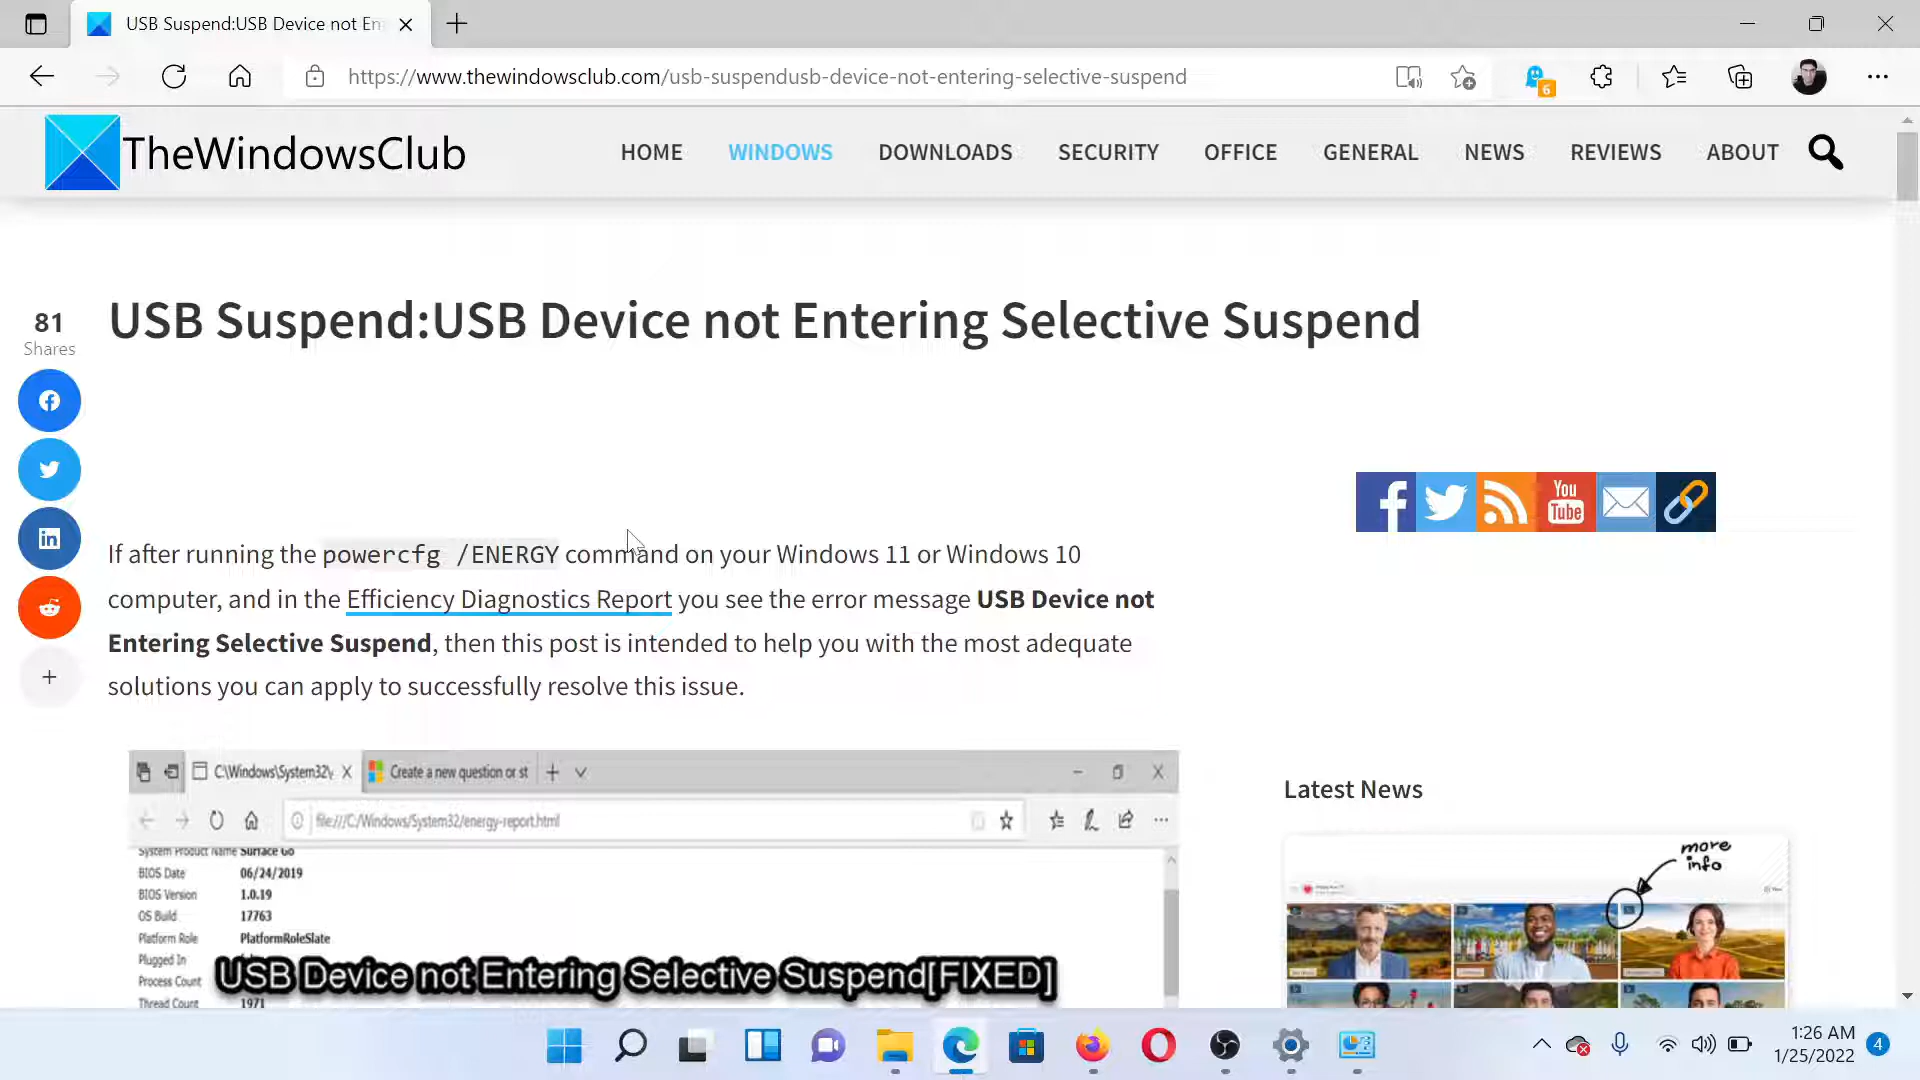 USB Suspend:USB Device not En
https://www.thewindowsclub.com/usb-suspendusb-device-not-entering-selective-suspend
6
TheWindowsClub
HOME WINDOWS DOWNLOADS SECURITY OFFICE GENERAL NEWS REVIEWS ABOUT
USB Suspend:USB Device not Entering Selective Suspend
81
Shares
You
Tube
If after running the powercfg /ENERGY command on your Windows 11 or Windows 10
computer, and in the Efficiency Diagnostics Report you see the error message USB Device not
Entering Selective Suspend, then this post is intended to help you with the most adequate
solutions you can apply to successfully resolve this issue.
C:\Windows\System32\ Create a new question or st
file:///C:/Windows/System32/energy-report.html
System Product Name Surface Go
BIOS Date 06/24/2019
BIOS Version 1.0.19
OS Build 17763
Platform Role PlatformRoleSlate
Plugged In
Process Count
Thread Count 1971
USB Device not Entering Selective Suspend[FIXED]
Latest News
more
info
1:26 AM
1/25/2022
4